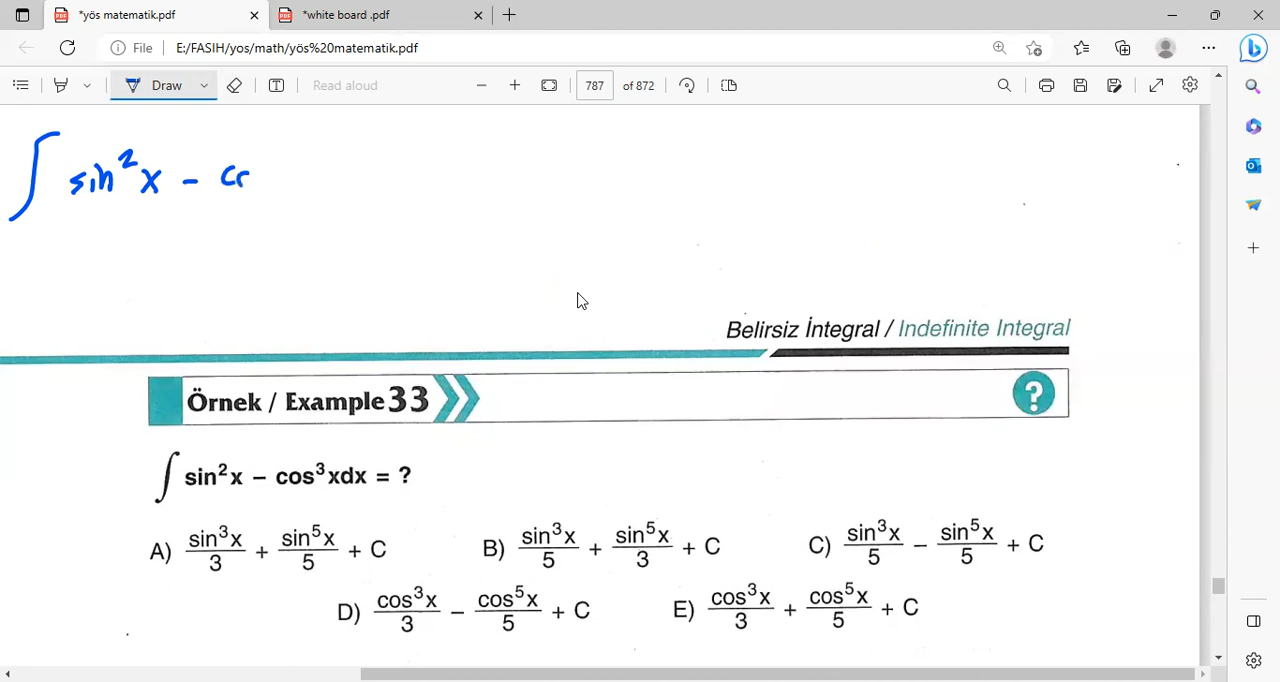 *yös matematik.pdf
*white board .pdf
File E:/FASIH/yos/math/yös%20matematik.pdf
Draw Read aloud 787 of 872
∫ sin²x - co
Belirsiz İntegral / Indefinite Integral
Örnek / Example 33 ?
∫ sin²x – cos³xdx = ?
A) sin³x/3 + sin⁵x/5 + C B) sin³x/5 + sin⁵x/3 + C C) sin³x/5 – sin⁵x/5 + C
D) cos³x/3 – cos⁵x/5 + C E) cos³x/3 + cos⁵x/5 + C